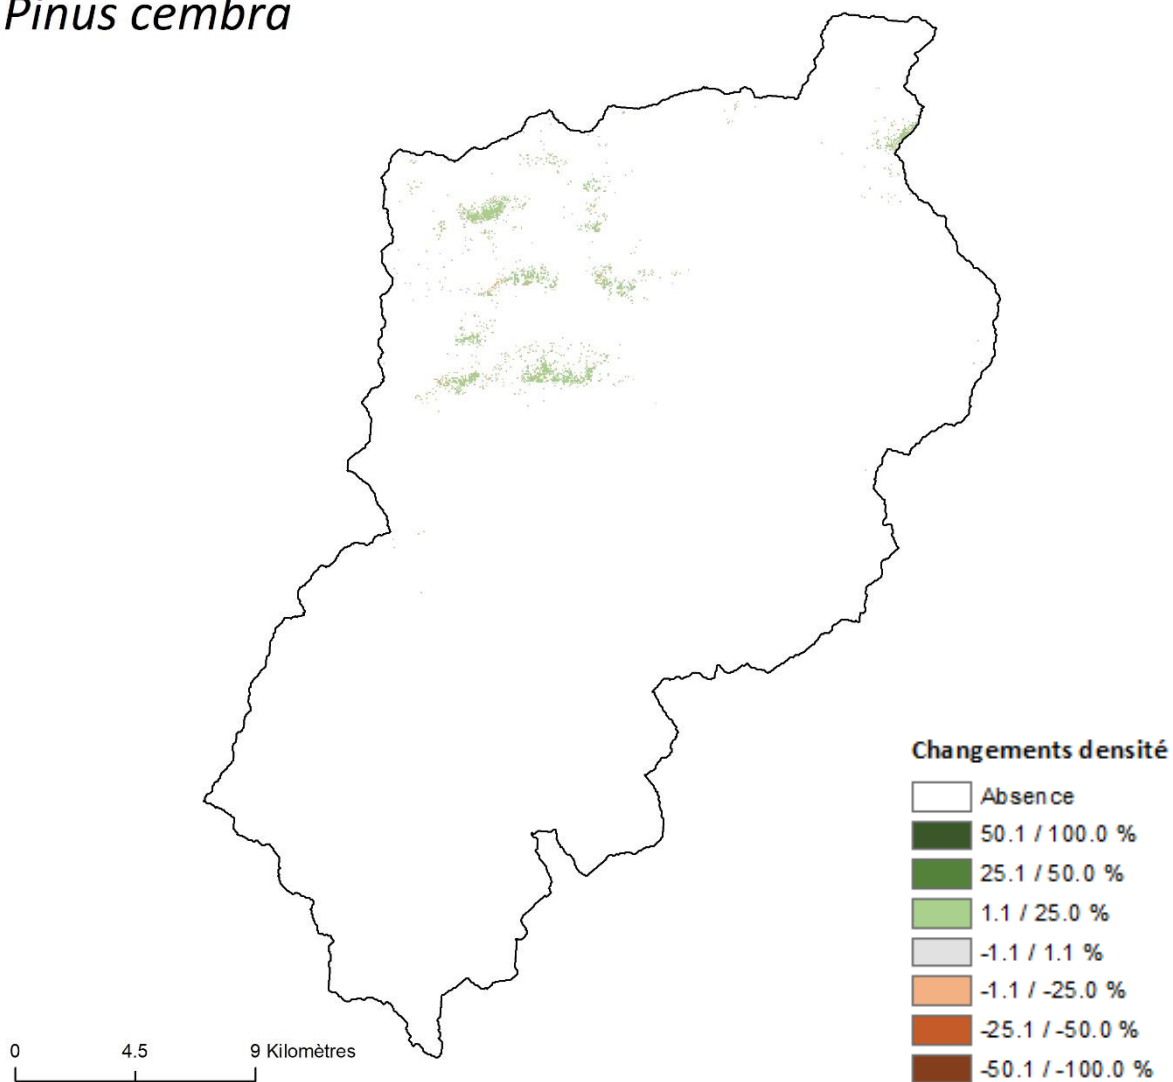 Pinus cembra
Changements densité
Absence
50.1 / 100.0 %
25.1 / 50.0 %
1.1 / 25.0 %
-1.1 / 1.1 %
-1.1 / -25.0 %
-25.1 / -50.0 %
-50.1 / -100.0 %
0 4.5 9 Kilomètres